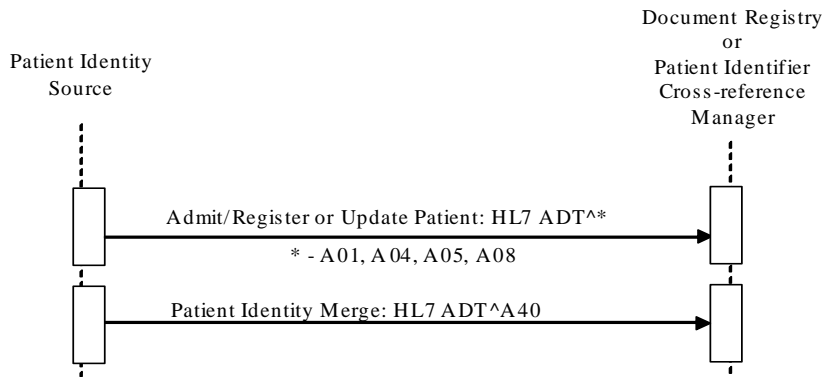 Patient Identity
Source
Document Registry
or
Patient Identifier
Cross-reference
Manager
Admit/Register or Update Patient: HL7 ADT^*
* - A01, A04, A05, A08
Patient Identity Merge: HL7 ADT^A40